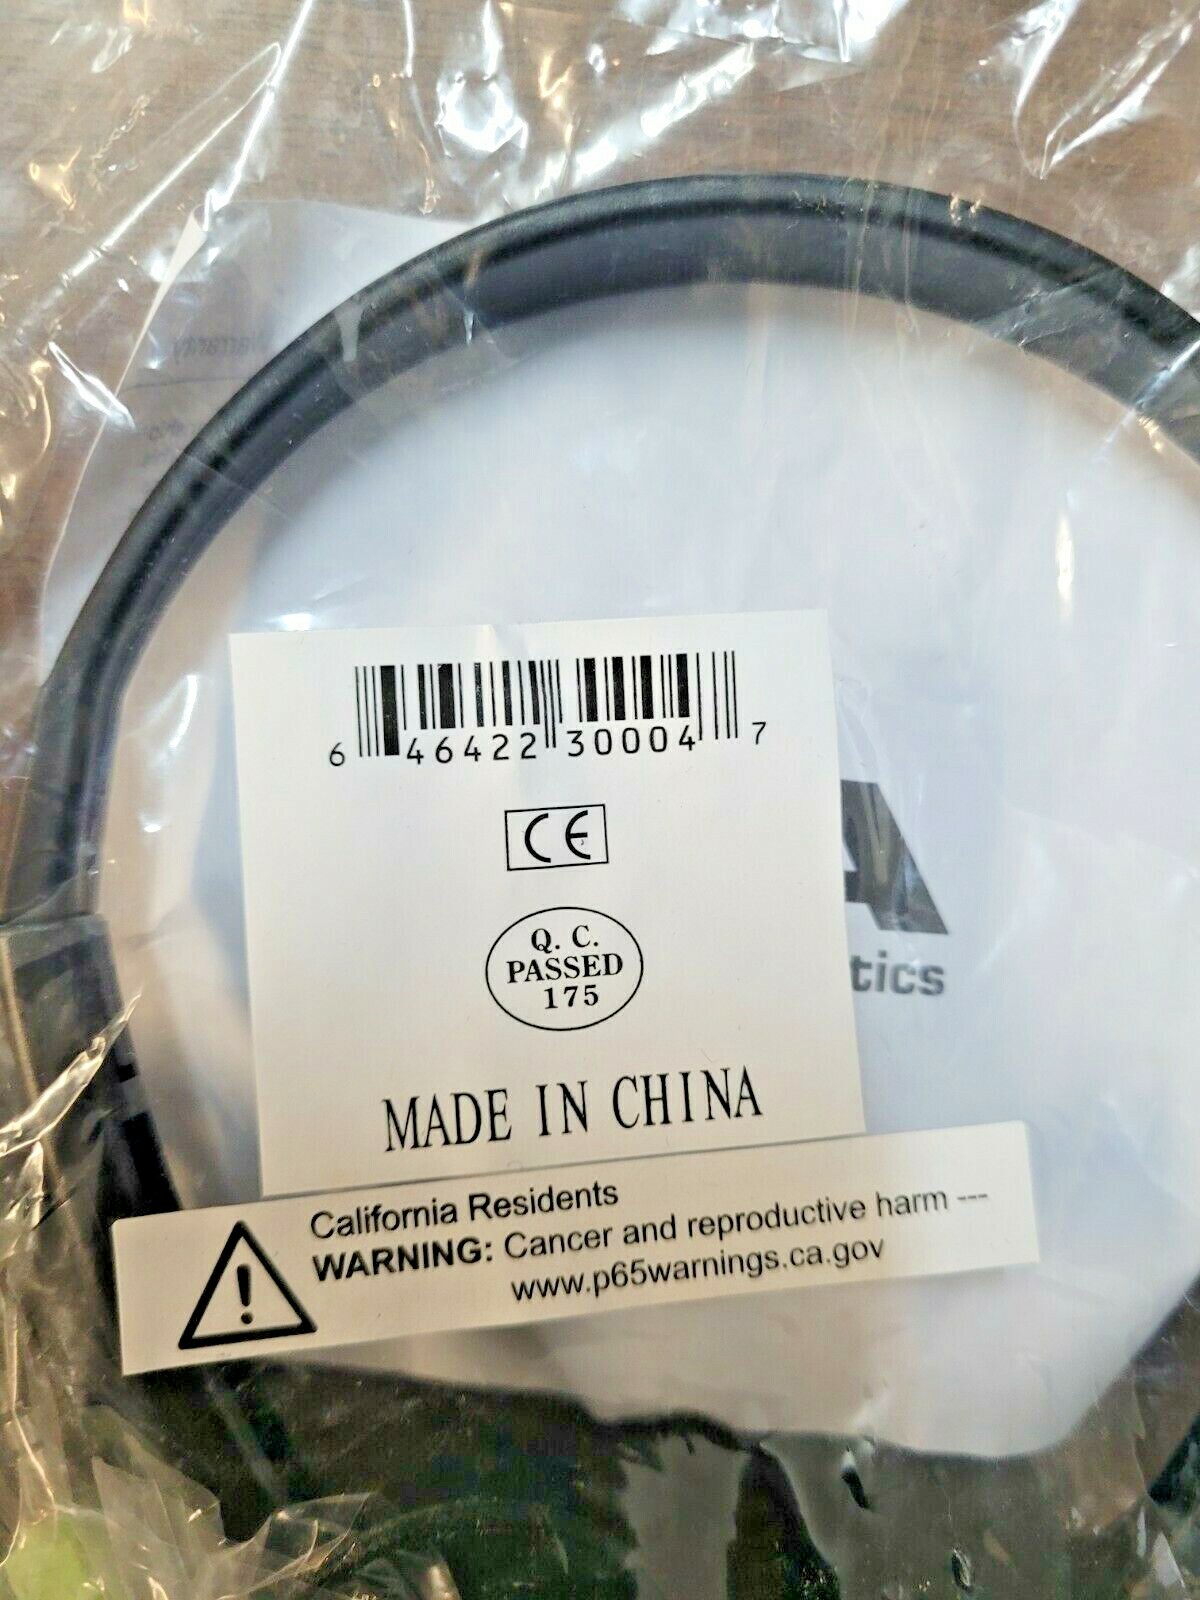 Warranty
6 46422 30004 7
CE
Q. C.
PASSED
175
A
tics
MADE IN CHINA
California Residents
WARNING: Cancer and reproductive harm ---
www.p65warnings.ca.gov